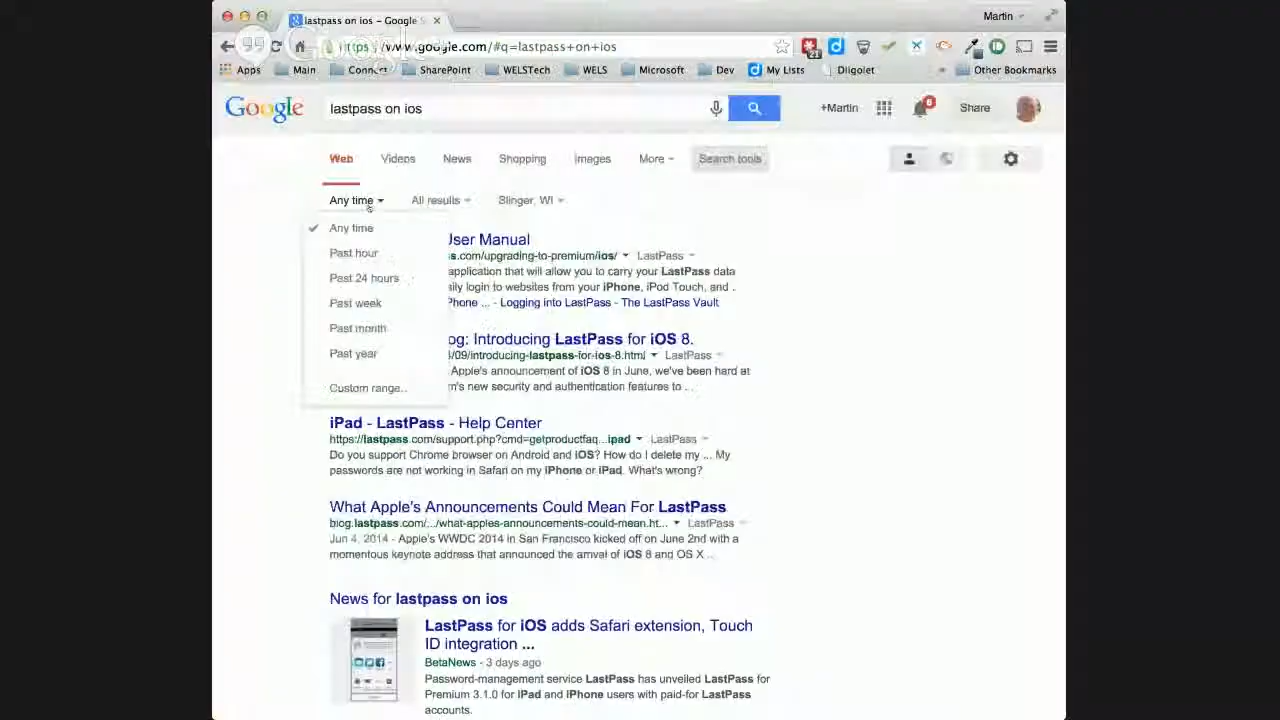 lastpass on ios - Google S
Martin
https://www.google.com/#q=lastpass+on+ios
21
Apps Main Connect SharePoint WELSTech WELS Microsoft Dev My Lists Diigolet Other Bookmarks
Google lastpass on ios +Martin 6 Share
Web Videos News Shopping Images More Search tools
Any time All results Slinger, WI
Any time
Past hour
Past 24 hours
Past week
Past month
Past year
Custom range...
User Manual
s.com/upgrading-to-premium/ios/ LastPass
application that will allow you to carry your LastPass data
ily login to websites from your iPhone, iPod Touch, and .
Phone ... - Logging into LastPass - The LastPass Vault
og: Introducing LastPass for iOS 8.
/09/introducing-lastpass-for-ios-8.html LastPass
Apple's announcement of iOS 8 in June, we've been hard at
m's new security and authentication features to ...
iPad - LastPass - Help Center
https://lastpass.com/support.php?cmd=getproductfaq...ipad LastPass
Do you support Chrome browser on Android and iOS? How do I delete my ... My
passwords are not working in Safari on my iPhone or iPad. What's wrong?
What Apple's Announcements Could Mean For LastPass
blog.lastpass.com/.../what-apples-announcements-could-mean.ht... LastPass
Jun 4, 2014 - Apple's WWDC 2014 in San Francisco kicked off on June 2nd with a
momentous keynote address that announced the arrival of iOS 8 and OS X ...
News for lastpass on ios
LastPass for iOS adds Safari extension, Touch
ID integration ...
BetaNews - 3 days ago
Password-management service LastPass has unveiled LastPass for
Premium 3.1.0 for iPad and iPhone users with paid-for LastPass
accounts.